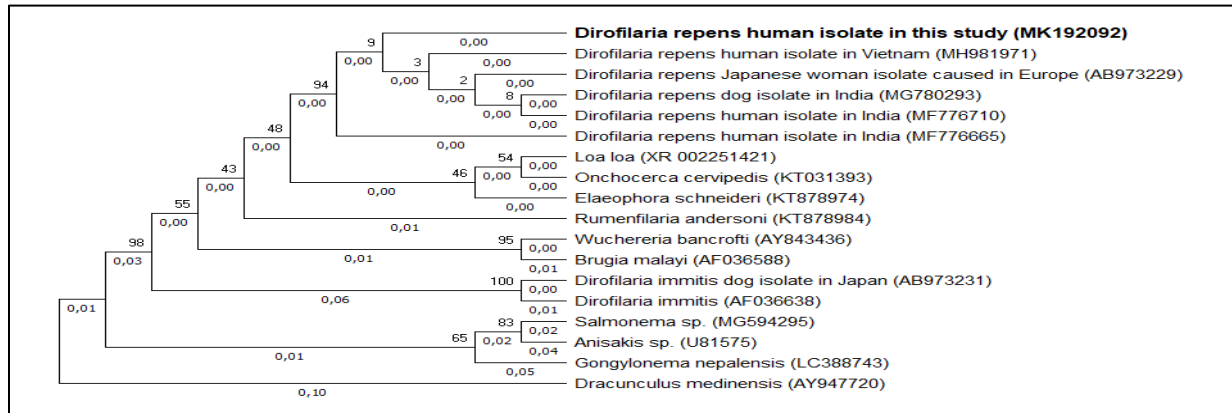 Dirofilaria repens human isolate in this study (MK192092)
9
0,00
Dirofilaria repens human isolate in Vietnam (MH981971)
3
0,00
0,00
94
0,00
Dirofilaria repens Japanese woman isolate caused in Europe (AB973229)
2
0,00
0,00
Dirofilaria repens dog isolate in India (MG780293)
8
0,00
0,00
Dirofilaria repens human isolate in India (MF776710)
0,00
48
0,00
Dirofilaria repens human isolate in India (MF776665)
0,00
Loa loa (XR 002251421)
54
0,00
43
0,00
46
0,00
Onchocerca cervipedis (KT031393)
0,00
0,00
Elaeophora schneideri (KT878974)
0,00
55
0,00
Rumenfilaria andersoni (KT878984)
0,01
98
0,00
Wuchereria bancrofti (AY843436)
95
0,00
0,03
0,01
Brugia malayi (AF036588)
0,01
Dirofilaria immitis dog isolate in Japan (AB973231)
100
0,00
0,06
Dirofilaria immitis (AF036638)
0,01
0,01
Salmonema sp. (MG594295)
83
0,02
65
0,02
Anisakis sp. (U81575)
0,04
0,01
Gongylonema nepalensis (LC388743)
0,05
Dracunculus medinensis (AY947720)
0,10